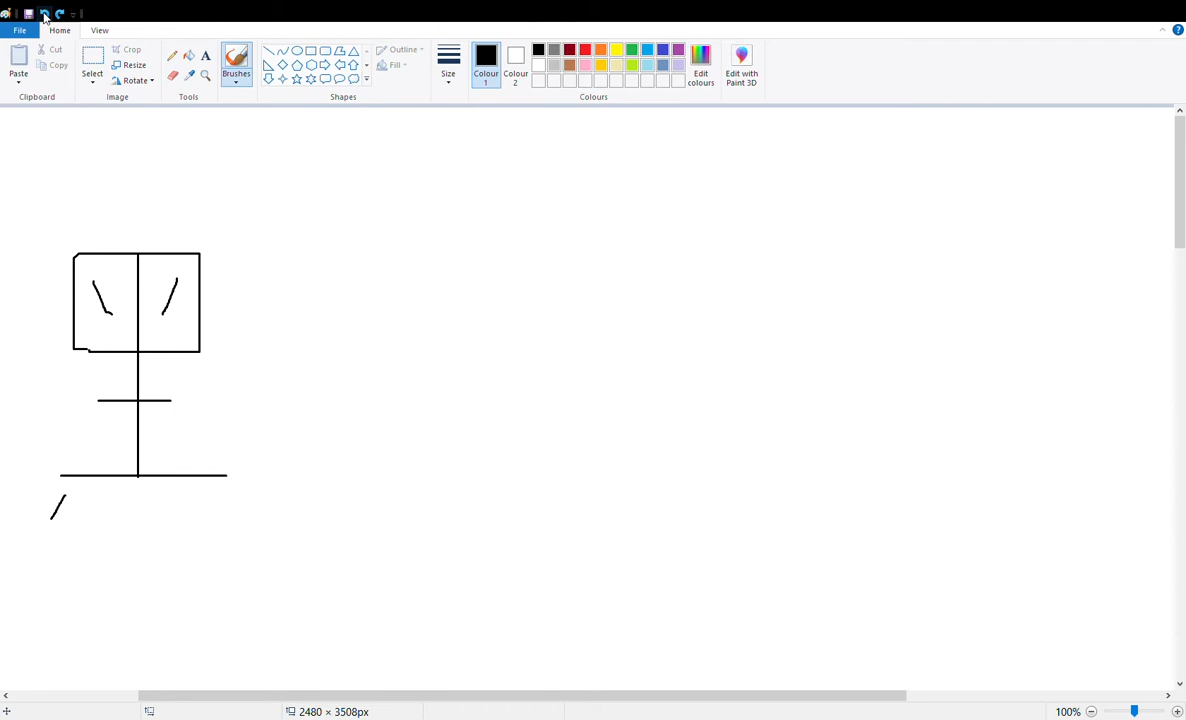 File Home View
Paste Cut Copy Select Crop Resize Rotate Brushes Outline Fill Size Colour 1 Colour 2 Edit colours Edit with Paint 3D
Clipboard Image Tools Shapes Colours
2480 × 3508px 100%